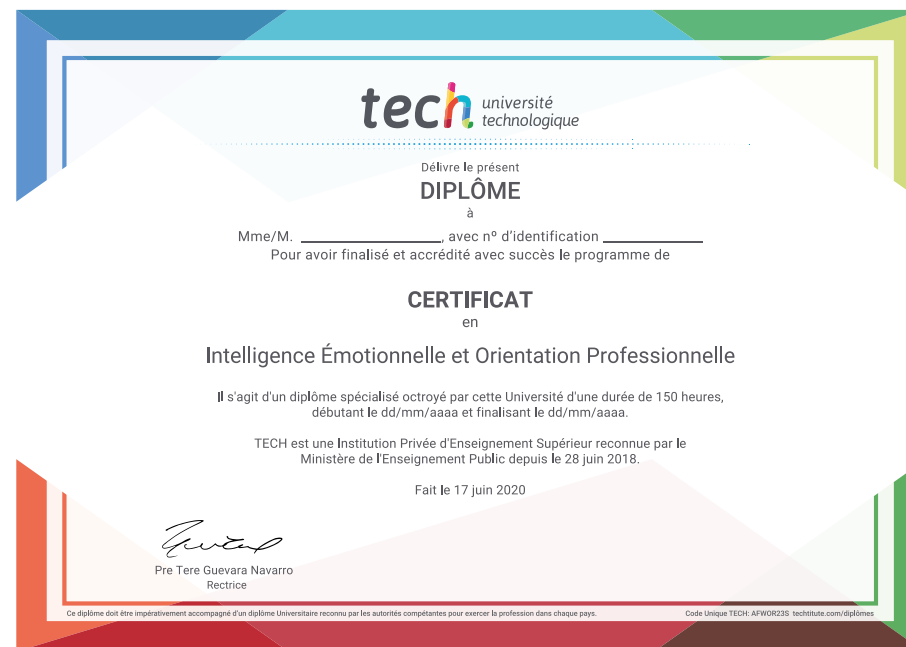 tech université
technologique
Délivre le présent
DIPLÔME
à
Mme/M. ____________________, avec nº d'identification ______________
Pour avoir finalisé et accrédité avec succès le programme de
CERTIFICAT
en
Intelligence Émotionnelle et Orientation Professionnelle
Il s'agit d'un diplôme spécialisé octroyé par cette Université d'une durée de 150 heures,
débutant le dd/mm/aaaa et finalisant le dd/mm/aaaa.
TECH est une Institution Privée d'Enseignement Supérieur reconnue par le
Ministère de l'Enseignement Public depuis le 28 juin 2018.
Fait le 17 juin 2020
Pre Tere Guevara Navarro
Rectrice
Ce diplôme doit être impérativement accompagné d'un diplôme Universitaire reconnu par les autorités compétantes pour exercer la profession dans chaque pays.
Code Unique TECH: AFWOR23S techtitute.com/diplômes